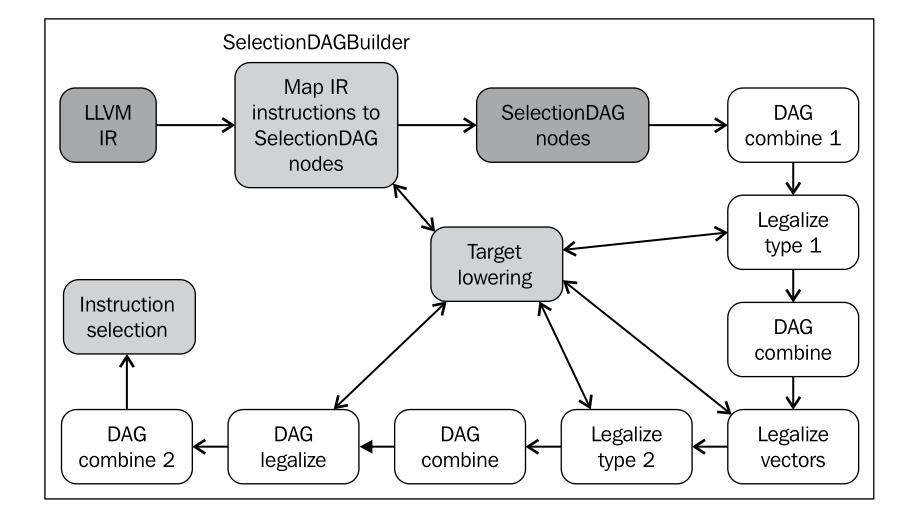 SelectionDAGBuilder
LLVM
IR
Map IR
instructions to
SelectionDAG
nodes
SelectionDAG
nodes
DAG
combine 1
Legalize
type 1
Target
lowering
Instruction
selection
DAG
combine
DAG
combine 2
DAG
legalize
DAG
combine
Legalize
type 2
Legalize
vectors